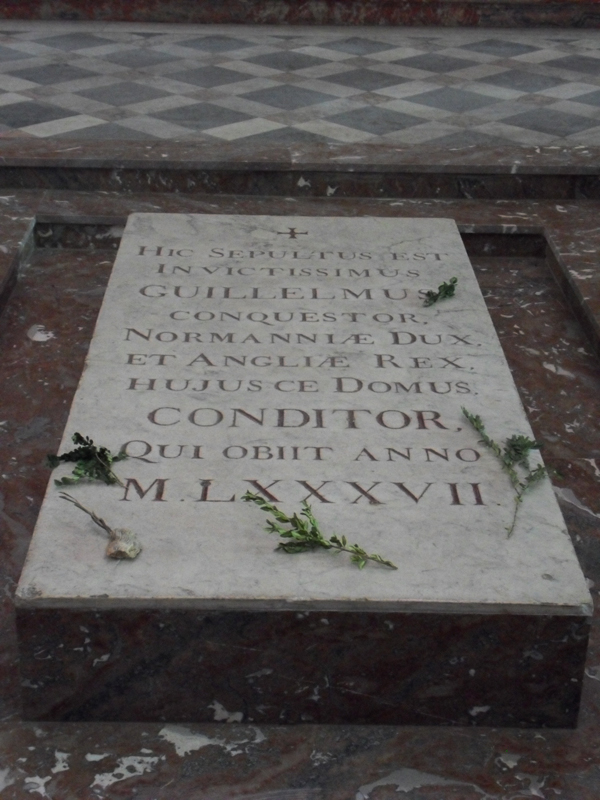 HIC SEPULTUS EST
INVICTISSIMUS
GUILLELMUS
CONQUESTOR,
NORMANNIÆ DUX,
ET ANGLIÆ REX,
HUJUSCE DOMUS,
CONDITOR,
QUI OBIIT ANNO
M.LXXXVII.